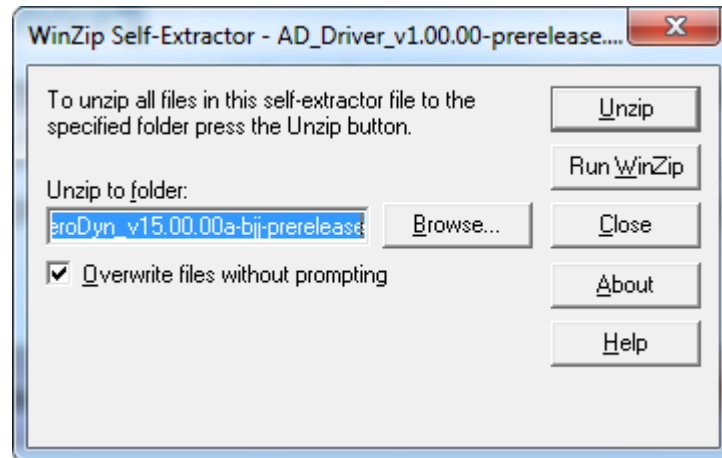 WinZip Self-Extractor - AD_Driver_v1.00.00-prerelease....
To unzip all files in this self-extractor file to the
specified folder press the Unzip button.
Unzip to folder:
eroDyn_v15.00.00a-bjj-prerelease
Browse...
Overwrite files without prompting
Unzip
Run WinZip
Close
About
Help